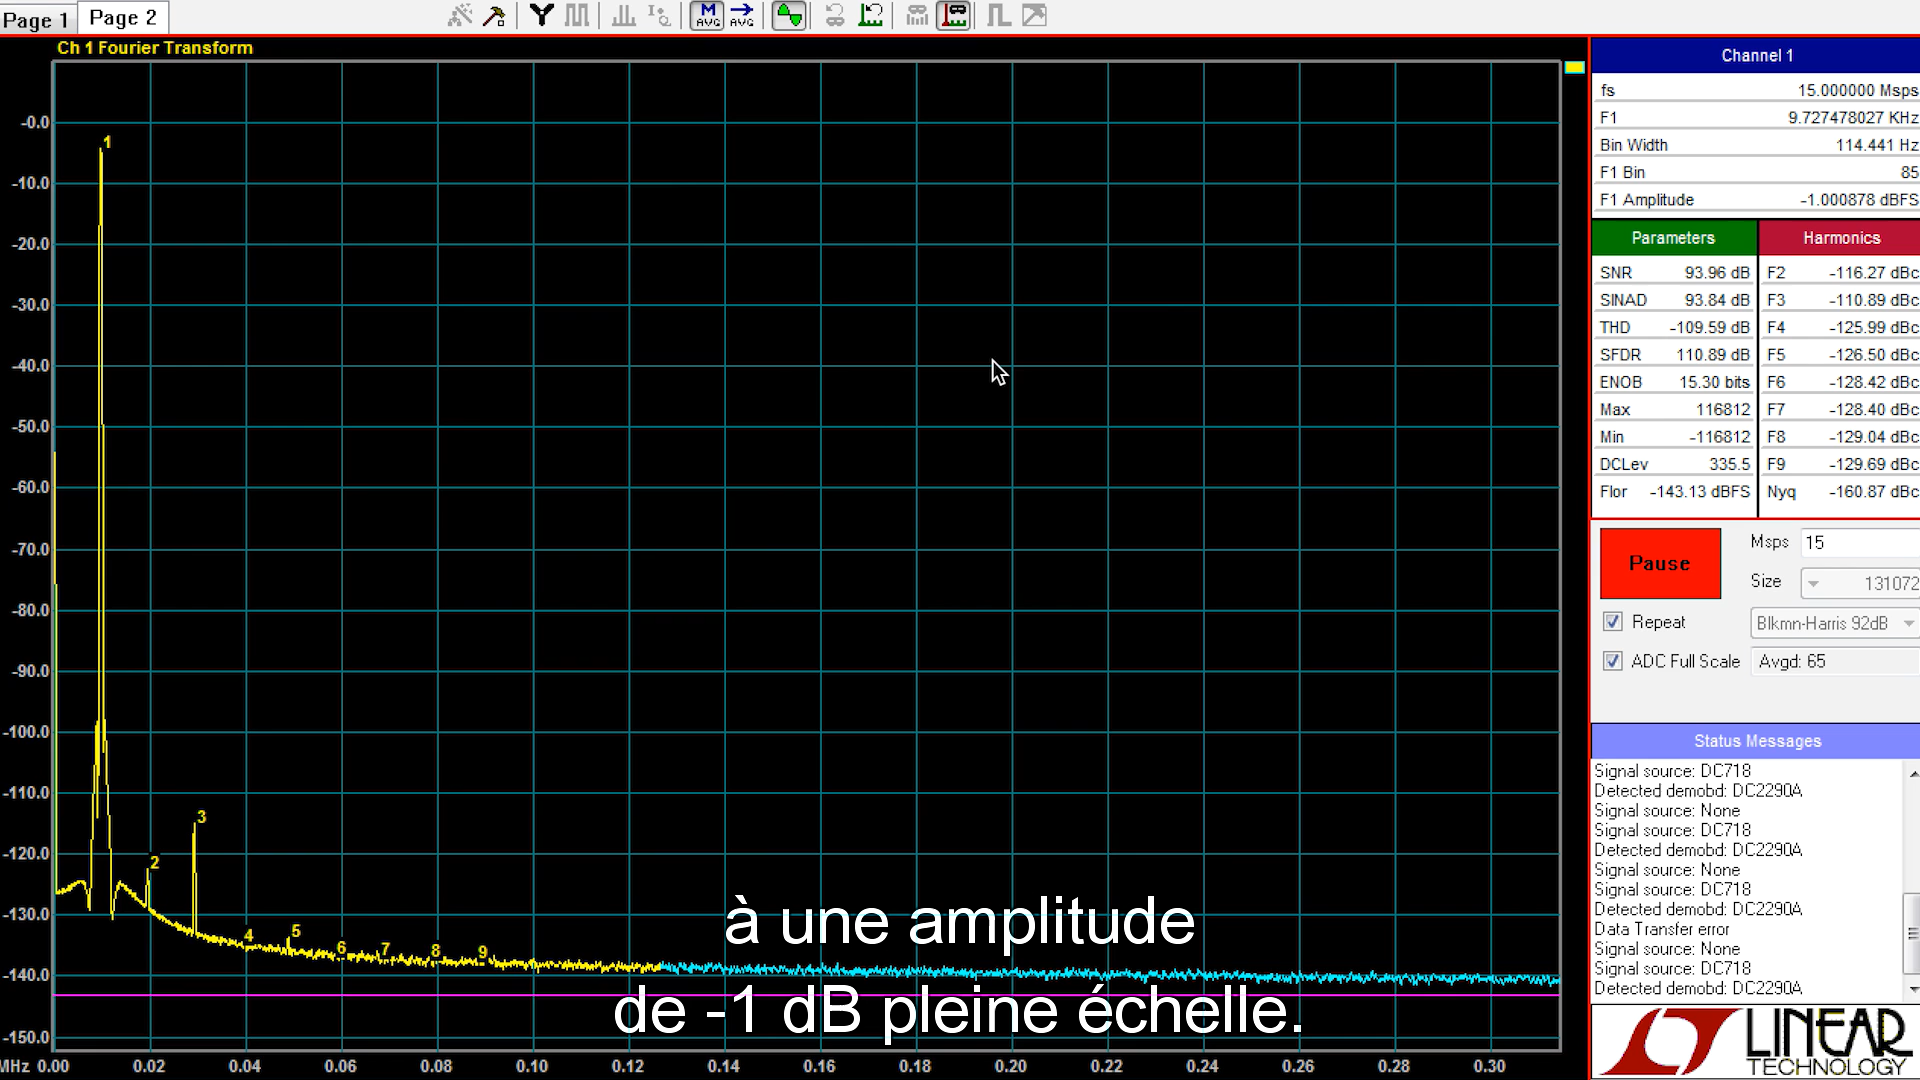 Page 1
Page 2
M
AVG
AVG
Ch 1 Fourier Transform
-0.0
-10.0
-20.0
-30.0
-40.0
-50.0
-60.0
-70.0
-80.0
-90.0
-100.0
-110.0
-120.0
-130.0
-140.0
-150.0
1
2
3
4
5
6
7
8
9
MHz 0.00 0.02 0.04 0.06 0.08 0.10 0.12 0.14 0.16 0.18 0.20 0.22 0.24 0.26 0.28 0.30
à une amplitude
de -1 dB pleine échelle.
Channel 1
fs 15.000000 Msps
F1 9.727478027 KHz
Bin Width 114.441 Hz
F1 Bin 85
F1 Amplitude -1.000878 dBFS
Parameters Harmonics
SNR 93.96 dB F2 -116.27 dBc
SINAD 93.84 dB F3 -110.89 dBc
THD -109.59 dB F4 -125.99 dBc
SFDR 110.89 dB F5 -126.50 dBc
ENOB 15.30 bits F6 -128.42 dBc
Max 116812 F7 -128.40 dBc
Min -116812 F8 -129.04 dBc
DCLev 335.5 F9 -129.69 dBc
Flor -143.13 dBFS Nyq -160.87 dBc
Pause
Msps 15
Size 131072
Repeat Blkmn-Harris 92dB
ADC Full Scale Avgd: 65
Status Messages
Signal source: DC718
Detected demobd: DC2290A
Signal source: None
Signal source: DC718
Detected demobd: DC2290A
Signal source: None
Signal source: DC718
Detected demobd: DC2290A
Data Transfer error
Signal source: None
Signal source: DC718
Detected demobd: DC2290A
LINEAR
TECHNOLOGY